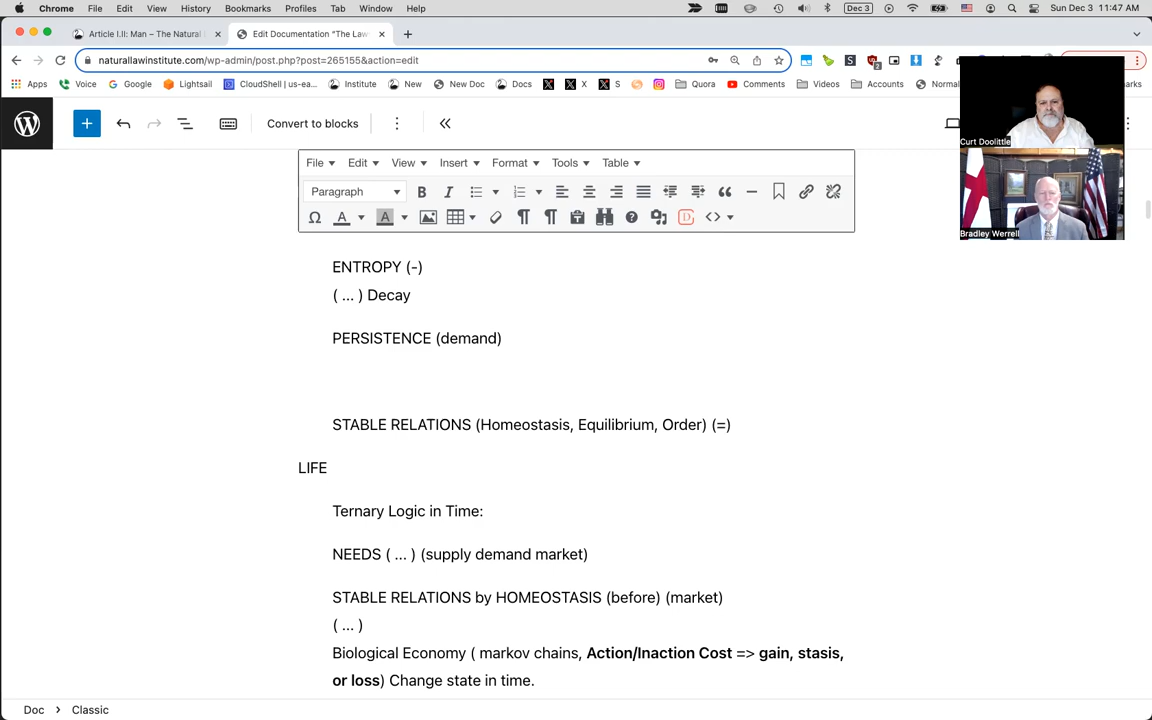 Chrome File Edit View History Bookmarks Profiles Tab Window Help Dec 3 Sun Dec 3 11:47 AM
Article I.II: Man – The Natural Edit Documentation “The Law
naturallawinstitute.com/wp-admin/post.php?post=265155&action=edit
Apps Voice Google Lightsail CloudShell | us-ea... Institute New New Doc Docs X S Quora Comments Videos Accounts Normal marks
Convert to blocks
Curt Doolittle
File Edit View Insert Format Tools Table
Paragraph
Bradley Werrell
ENTROPY (-)
( ... ) Decay
PERSISTENCE (demand)
STABLE RELATIONS (Homeostasis, Equilibrium, Order) (=)
LIFE
Ternary Logic in Time:
NEEDS ( ... ) (supply demand market)
STABLE RELATIONS by HOMEOSTASIS (before) (market)
( ... )
Biological Economy ( markov chains, Action/Inaction Cost => gain, stasis,
or loss) Change state in time.
Doc > Classic